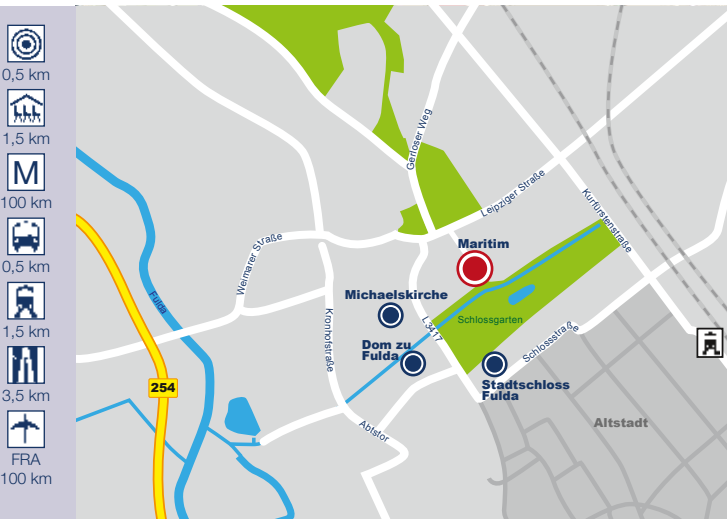 0,5 km
1,5 km
M
100 km
0,5 km
1,5 km
3,5 km
FRA
100 km
Gerloser Weg
Leipziger Straße
Kurfürstenstraße
Weimarer Straße
Maritim
Michaelskirche
Fulda
Kronhofstraße
L 3417
Schlossgarten
Dom zu
Fulda
Schlossstraße
254
Stadtschloss
Fulda
Abtstor
Altstadt